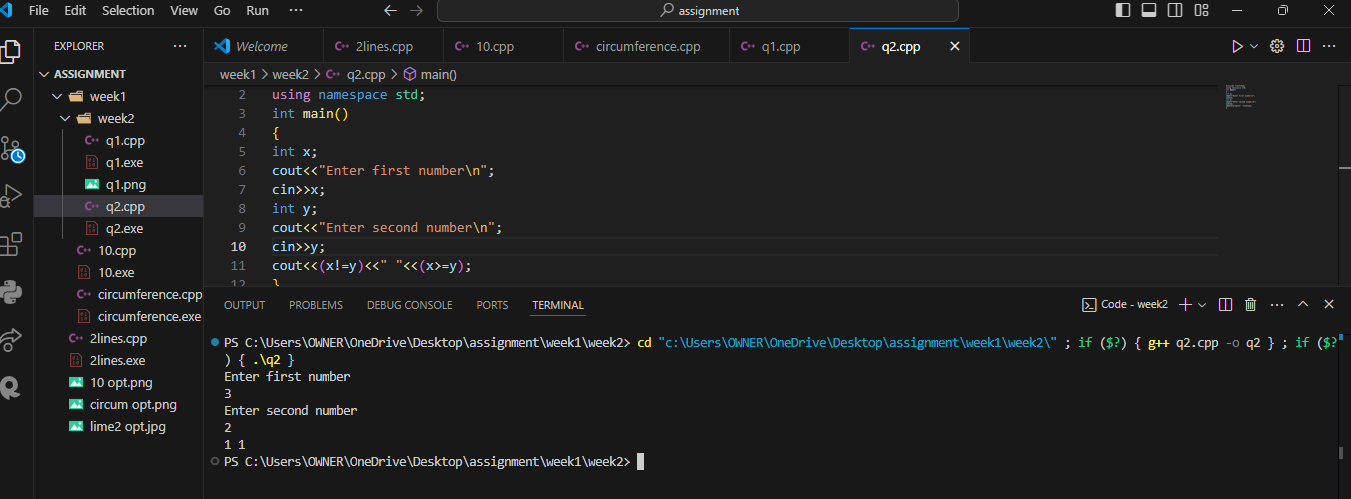 File Edit Selection View Go Run ··· assignment
EXPLORER ···
Welcome 2lines.cpp 10.cpp circumference.cpp q1.cpp q2.cpp
ASSIGNMENT
week1
week2
q1.cpp
q1.exe
q1.png
q2.cpp
q2.exe
10.cpp
10.exe
circumference.cpp
circumference.exe
2lines.cpp
2lines.exe
10 opt.png
circum opt.png
lime2 opt.jpg
week1 > week2 > q2.cpp > main()
2 using namespace std;
3 int main()
4 {
5 int x;
6 cout<<"Enter first number\n";
7 cin>>x;
8 int y;
9 cout<<"Enter second number\n";
10 cin>>y;
11 cout<<(x!=y)<<" "<<(x>=y);
12 }
OUTPUT PROBLEMS DEBUG CONSOLE PORTS TERMINAL Code - week2
PS C:\Users\OWNER\OneDrive\Desktop\assignment\week1\week2> cd "c:\Users\OWNER\OneDrive\Desktop\assignment\week1\week2\" ; if ($?) { g++ q2.cpp -o q2 } ; if ($?
) { .\q2 }
Enter first number
3
Enter second number
2
1 1
PS C:\Users\OWNER\OneDrive\Desktop\assignment\week1\week2>